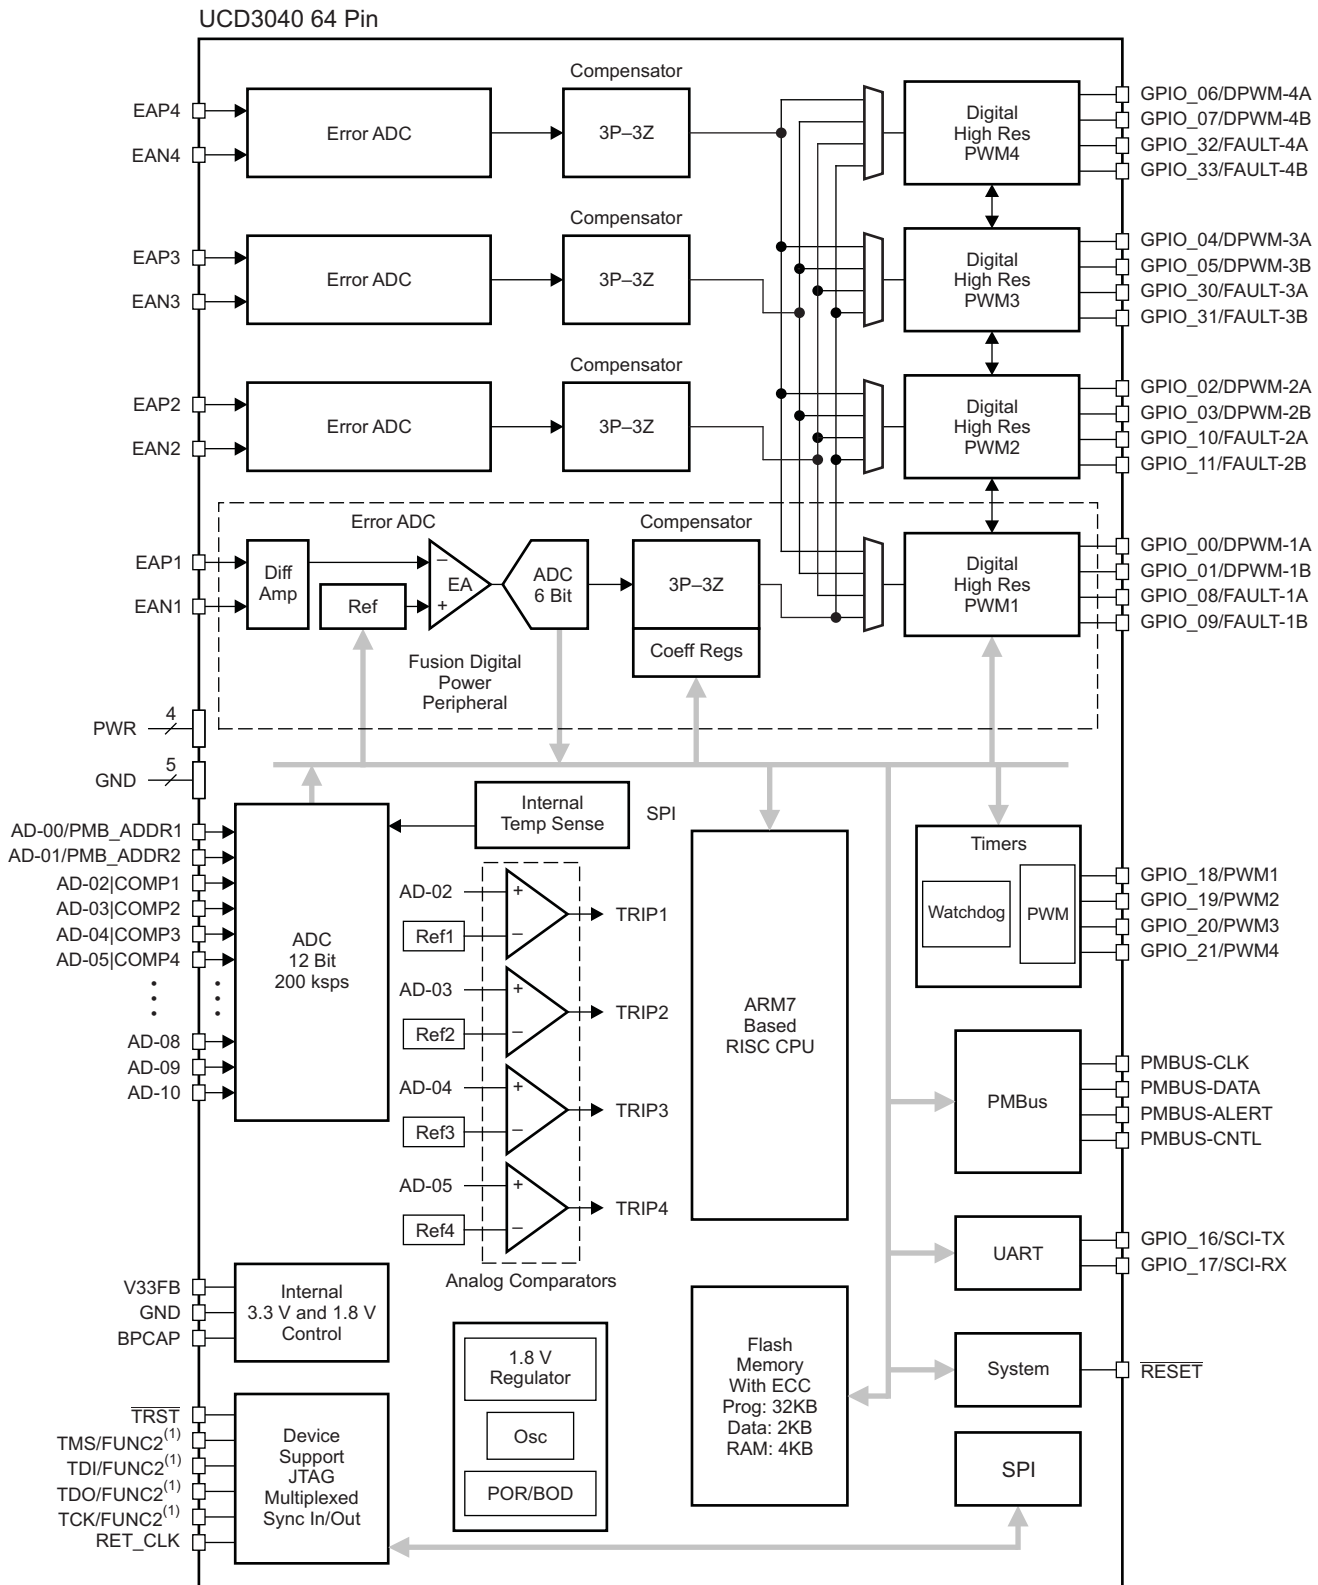 UCD3040 64 Pin
EAP4
EAN4
Error ADC
Compensator
3P–3Z
Digital
High Res
PWM4
GPIO_06/DPWM-4A
GPIO_07/DPWM-4B
GPIO_32/FAULT-4A
GPIO_33/FAULT-4B
EAP3
EAN3
Error ADC
Compensator
3P–3Z
Digital
High Res
PWM3
GPIO_04/DPWM-3A
GPIO_05/DPWM-3B
GPIO_30/FAULT-3A
GPIO_31/FAULT-3B
EAP2
EAN2
Error ADC
Compensator
3P–3Z
Digital
High Res
PWM2
GPIO_02/DPWM-2A
GPIO_03/DPWM-2B
GPIO_10/FAULT-2A
GPIO_11/FAULT-2B
EAP1
EAN1
Error ADC
Diff
Amp
Ref
–
EA
+
ADC
6 Bit
Compensator
3P–3Z
Coeff Regs
Digital
High Res
PWM1
GPIO_00/DPWM-1A
GPIO_01/DPWM-1B
GPIO_08/FAULT-1A
GPIO_09/FAULT-1B
Fusion Digital
Power
Peripheral
PWR 4
GND 5
AD-00/PMB_ADDR1
AD-01/PMB_ADDR2
AD-02|COMP1
AD-03|COMP2
AD-04|COMP3
AD-05|COMP4
AD-08
AD-09
AD-10
ADC
12 Bit
200 ksps
Internal
Temp Sense
SPI
AD-02
+
Ref1
–
TRIP1
AD-03
+
Ref2
–
TRIP2
AD-04
+
Ref3
–
TRIP3
AD-05
+
Ref4
–
TRIP4
Analog Comparators
ARM7
Based
RISC CPU
Timers
Watchdog
PWM
GPIO_18/PWM1
GPIO_19/PWM2
GPIO_20/PWM3
GPIO_21/PWM4
PMBus
PMBUS-CLK
PMBUS-DATA
PMBUS-ALERT
PMBUS-CNTL
UART
GPIO_16/SCI-TX
GPIO_17/SCI-RX
V33FB
GND
BPCAP
Internal
3.3 V and 1.8 V
Control
1.8 V
Regulator
Osc
POR/BOD
Flash
Memory
With ECC
Prog: 32KB
Data: 2KB
RAM: 4KB
System
RESET
SPI
TRST
TMS/FUNC2(1)
TDI/FUNC2(1)
TDO/FUNC2(1)
TCK/FUNC2(1)
RET_CLK
Device
Support
JTAG
Multiplexed
Sync In/Out